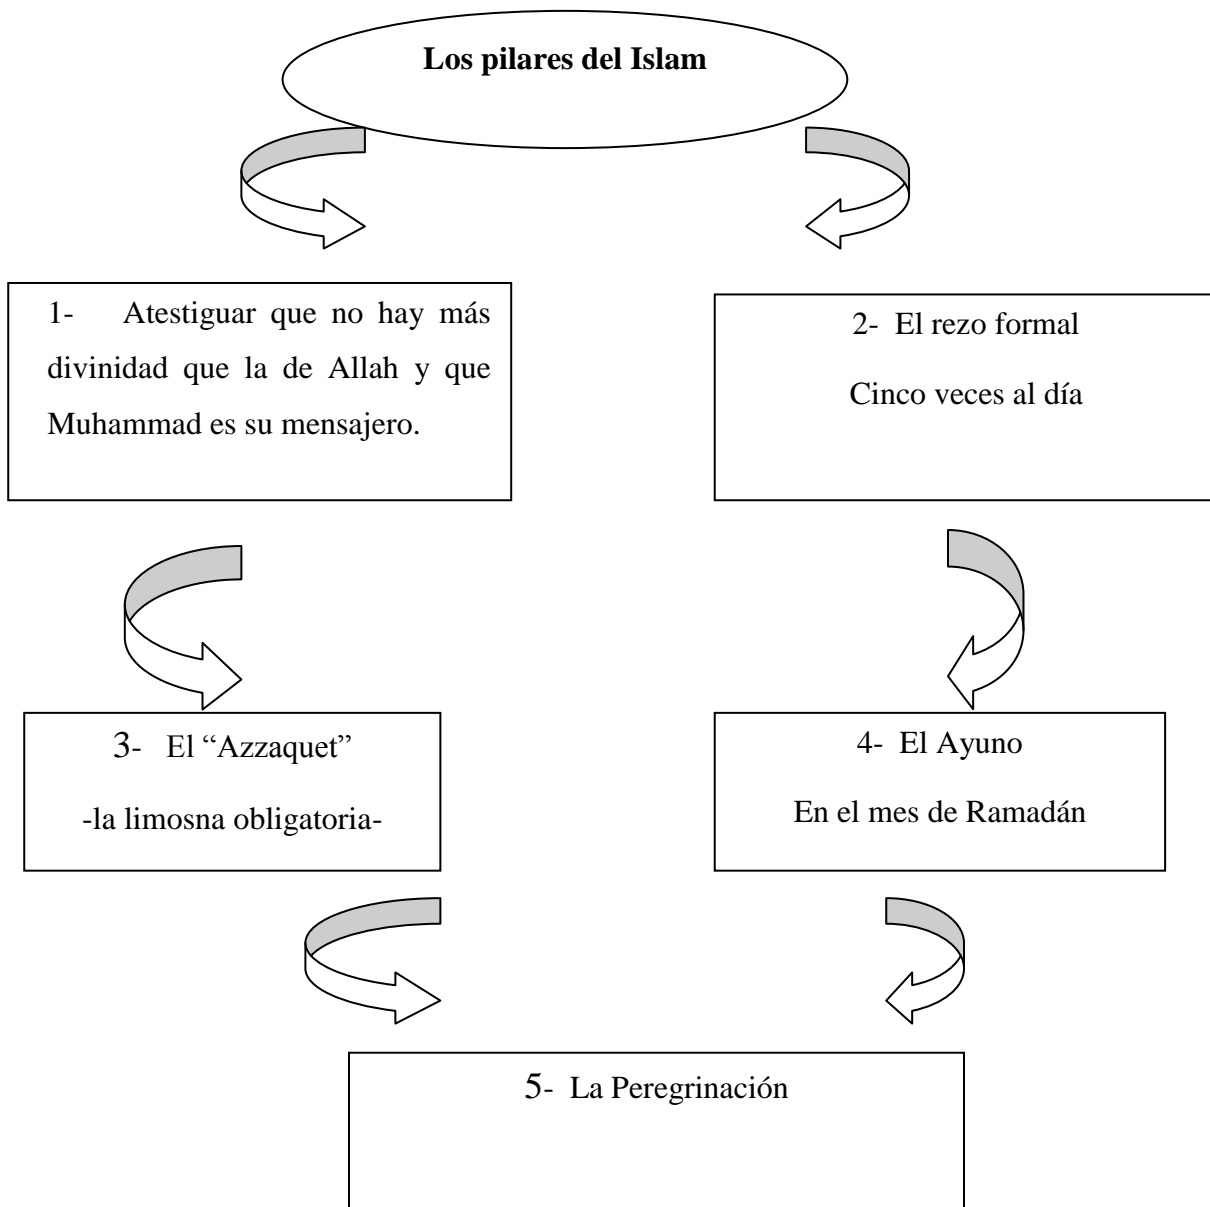 Los pilares del Islam
1- Atestiguar que no hay más
divinidad que la de Allah y que
Muhammad es su mensajero.
2- El rezo formal
Cinco veces al día
3- El “Azzaquet”
-la limosna obligatoria-
4- El Ayuno
En el mes de Ramadán
5- La Peregrinación